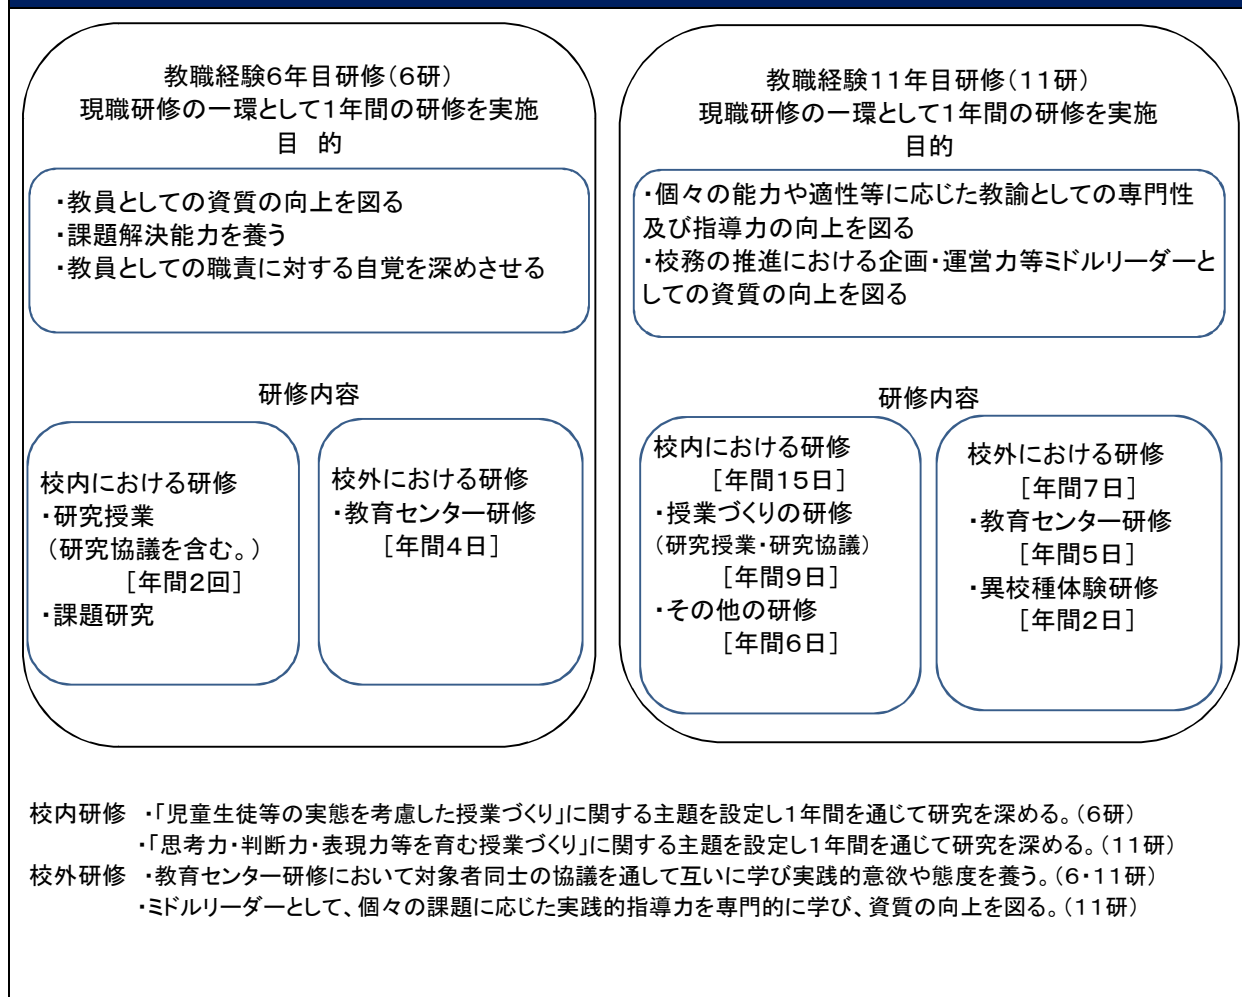 教職経験6年目研修(6研)
現職研修の一環として1年間の研修を実施
目 的
・教員としての資質の向上を図る
・課題解決能力を養う
・教員としての職責に対する自覚を深めさせる
研修内容
校内における研修
・研究授業
(研究協議を含む。)
[年間2回]
・課題研究
校外における研修
・教育センター研修
[年間4日]
教職経験11年目研修(11研)
現職研修の一環として1年間の研修を実施
目的
・個々の能力や適性等に応じた教諭としての専門性
及び指導力の向上を図る
・校務の推進における企画・運営力等ミドルリーダーと
しての資質の向上を図る
研修内容
校内における研修
[年間15日]
・授業づくりの研修
(研究授業・研究協議)
[年間9日]
・その他の研修
[年間6日]
校外における研修
[年間7日]
・教育センター研修
[年間5日]
・異校種体験研修
[年間2日]
校内研修 ・「児童生徒等の実態を考慮した授業づくり」に関する主題を設定し1年間を通じて研究を深める。(6研)
・「思考力・判断力・表現力等を育む授業づくり」に関する主題を設定し1年間を通じて研究を深める。(11研)
校外研修 ・教育センター研修において対象者同士の協議を通して互いに学び実践的意欲や態度を養う。(6・11研)
・ミドルリーダーとして、個々の課題に応じた実践的指導力を専門的に学び、資質の向上を図る。(11研)